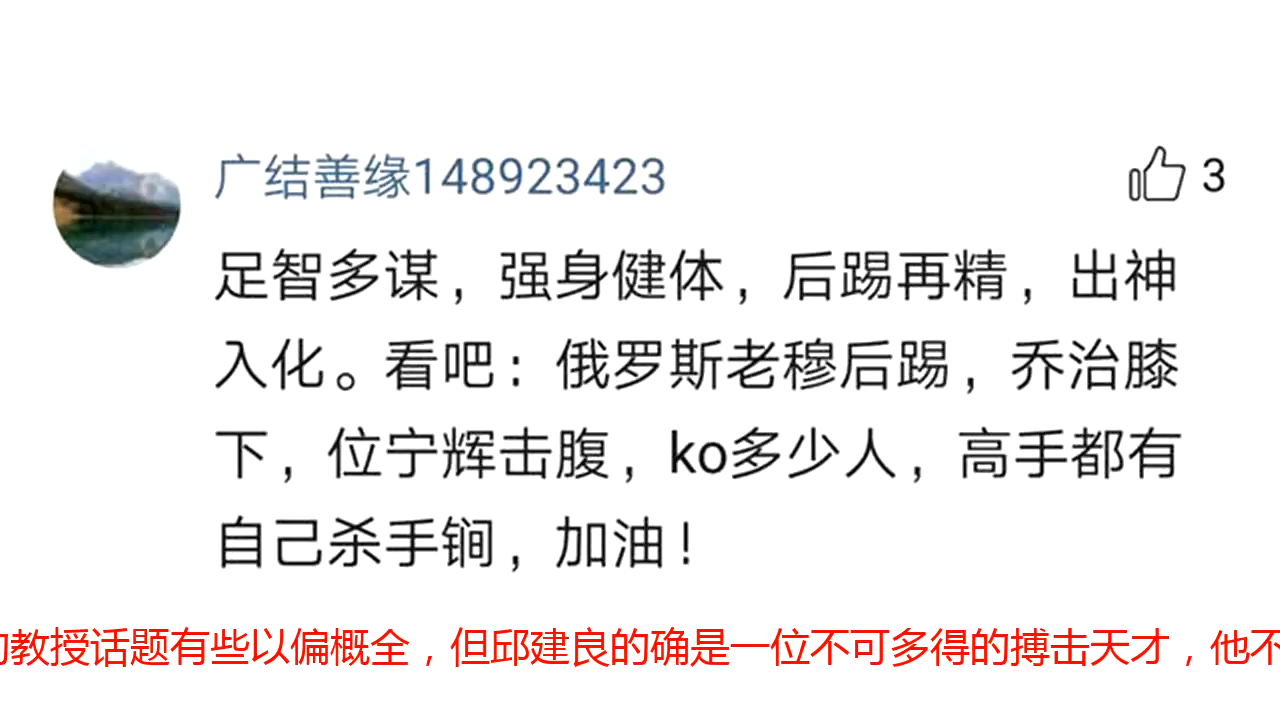 广结善缘148923423
3
足智多谋，强身健体，后踢再精，出神
入化。看吧：俄罗斯老穆后踢，乔治膝
下，位宁辉击腹，ko多少人，高手都有
自己杀手锏，加油！
的教授话题有些以偏概全，但邱建良的确是一位不可多得的搏击天才，他不